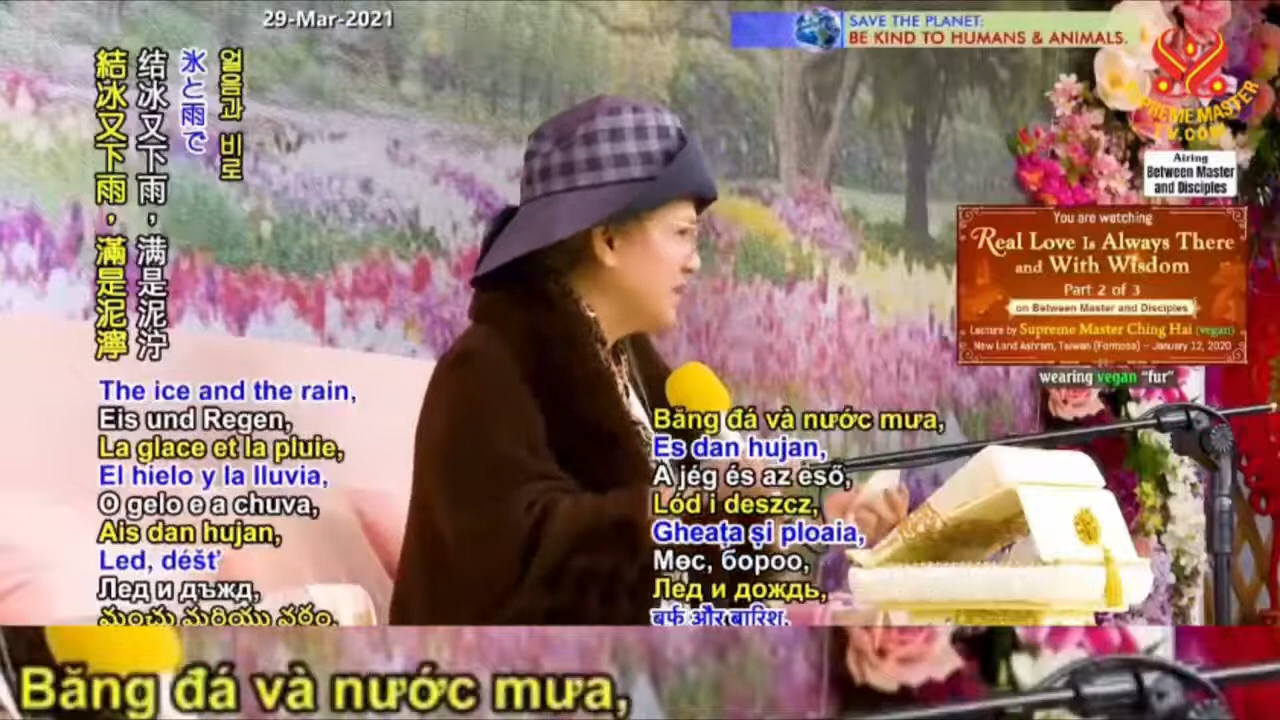 29-Mar-2021
SAVE THE PLANET:
BE KIND TO HUMANS & ANIMALS.
SUPREME MASTER
TV.COM
Airing
Between Master
and Disciples
You are watching
Real Love Is Always There
and With Wisdom
Part 2 of 3
on Between Master and Disciples
Lecture by Supreme Master Ching Hai (vegan)
New Land Ashram, Taiwan (Formosa) – January 12, 2020
wearing vegan "fur"
얼음과 비로
氷と雨で
结冰又下雨，满是泥泞
結冰又下雨，滿是泥濘
The ice and the rain,
Eis und Regen,
La glace et la pluie,
El hielo y la lluvia,
O gelo e a chuva,
Ais dan hujan,
Led, déšť
Лед и дъжд,
మంచు మరియు వర్షం,
Băng đá và nước mưa,
Es dan hujan,
A jég és az eső,
Lód i deszcz,
Gheața și ploaia,
Мөс, бороо,
Лед и дождь,
बर्फ और बारिश,
Băng đá và nước mưa,